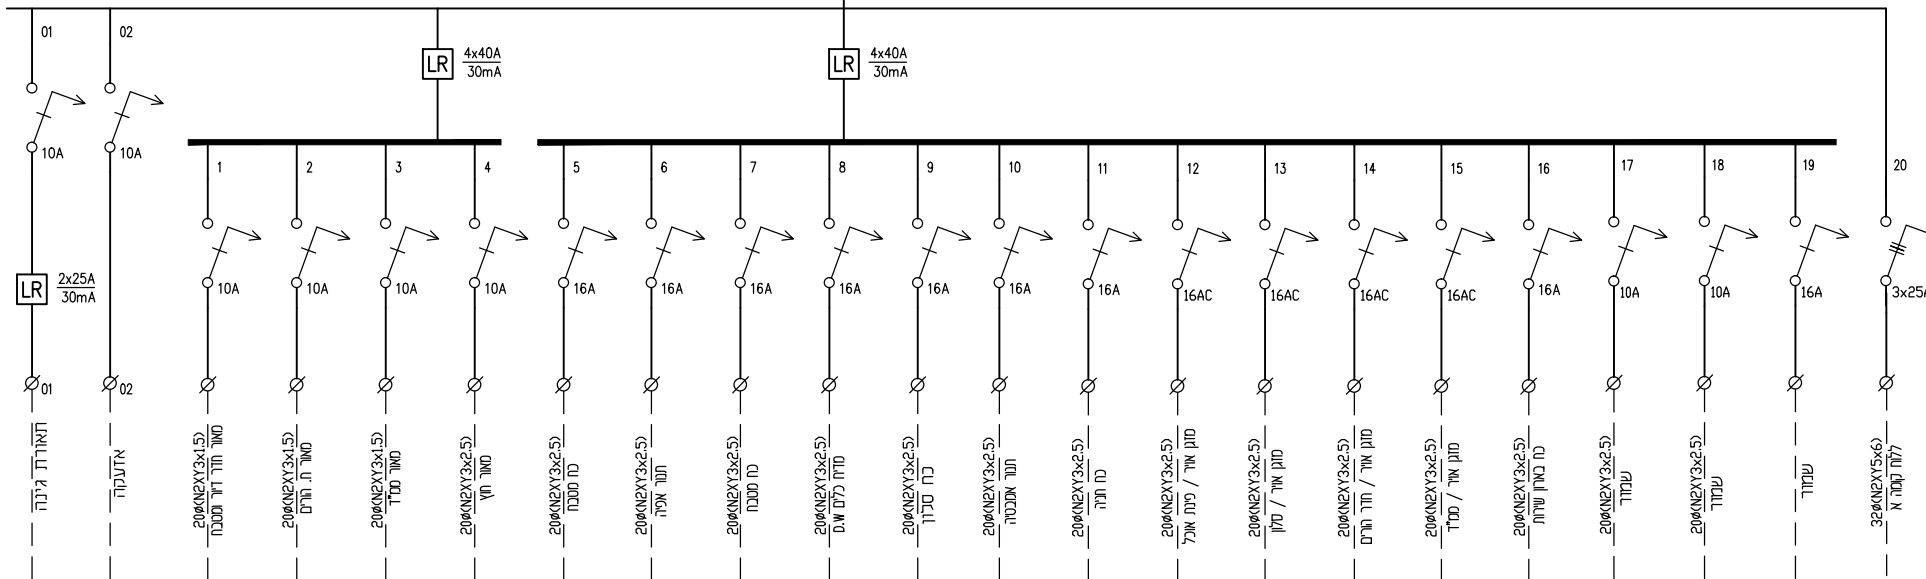 01
02
4x40A
30mA
LR
4x40A
30mA
LR
10A
10A
1
2
3
4
5
6
7
8
9
10
11
12
13
14
15
16
17
18
19
20
LR
2x25A
30mA
10A
10A
10A
10A
16A
16A
16A
16A
16A
16A
16A
16AC
16AC
16AC
16AC
16A
10A
10A
16A
3x25A
01
02
תאורת גינה
אזעקה
20Ø(N2XY3x1.5)
מאור חדר דיור ומטבח
20Ø(N2XY3x1.5)
מאור ח. הורים
20Ø(N2XY3x1.5)
מאור ממ"ד
20Ø(N2XY3x2.5)
מאור חוץ
20Ø(N2XY3x2.5)
כח מטבח
20Ø(N2XY3x2.5)
תנור אפיה
20Ø(N2XY3x2.5)
כח מטבח
20Ø(N2XY3x2.5)
מדיח כלים D.W
20Ø(N2XY3x2.5)
כח סלון
20Ø(N2XY3x2.5)
תנור אמבטיה
20Ø(N2XY3x2.5)
כח חניה
20Ø(N2XY3x2.5)
מזגן אויר / פינת אוכל
20Ø(N2XY3x2.5)
מזגן אויר / סלון
20Ø(N2XY3x2.5)
מזגן אויר / חדר הורים
20Ø(N2XY3x2.5)
מזגן אויר / ממ"ד
20Ø(N2XY3x2.5)
כח בארון שירות
20Ø(N2XY3x2.5)
שמור
20Ø(N2XY3x2.5)
שמור
שמור
32Ø(N2XY5x6)
ללוח קומה א